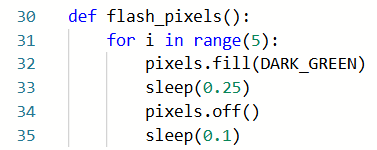 30 def flash_pixels():
31     for i in range(5):
32         pixels.fill(DARK_GREEN)
33         sleep(0.25)
34         pixels.off()
35         sleep(0.1)